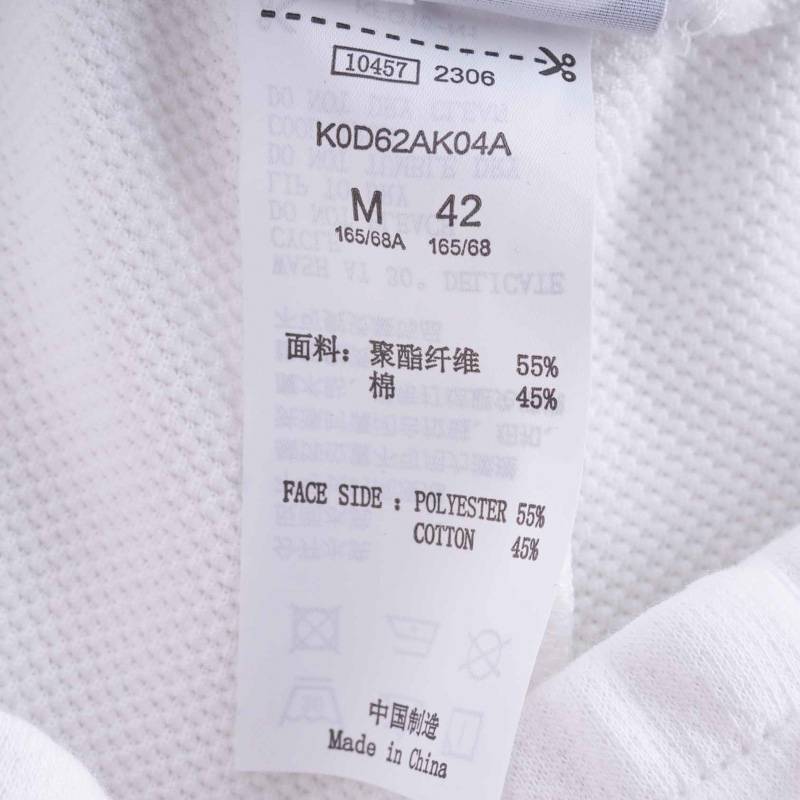 10457 2306
K0D62AK04A
M 42
165/68A 165/68
面料：聚酯纤维 55%
棉 45%
FACE SIDE : POLYESTER 55%
COTTON 45%
中国制造
Made in China